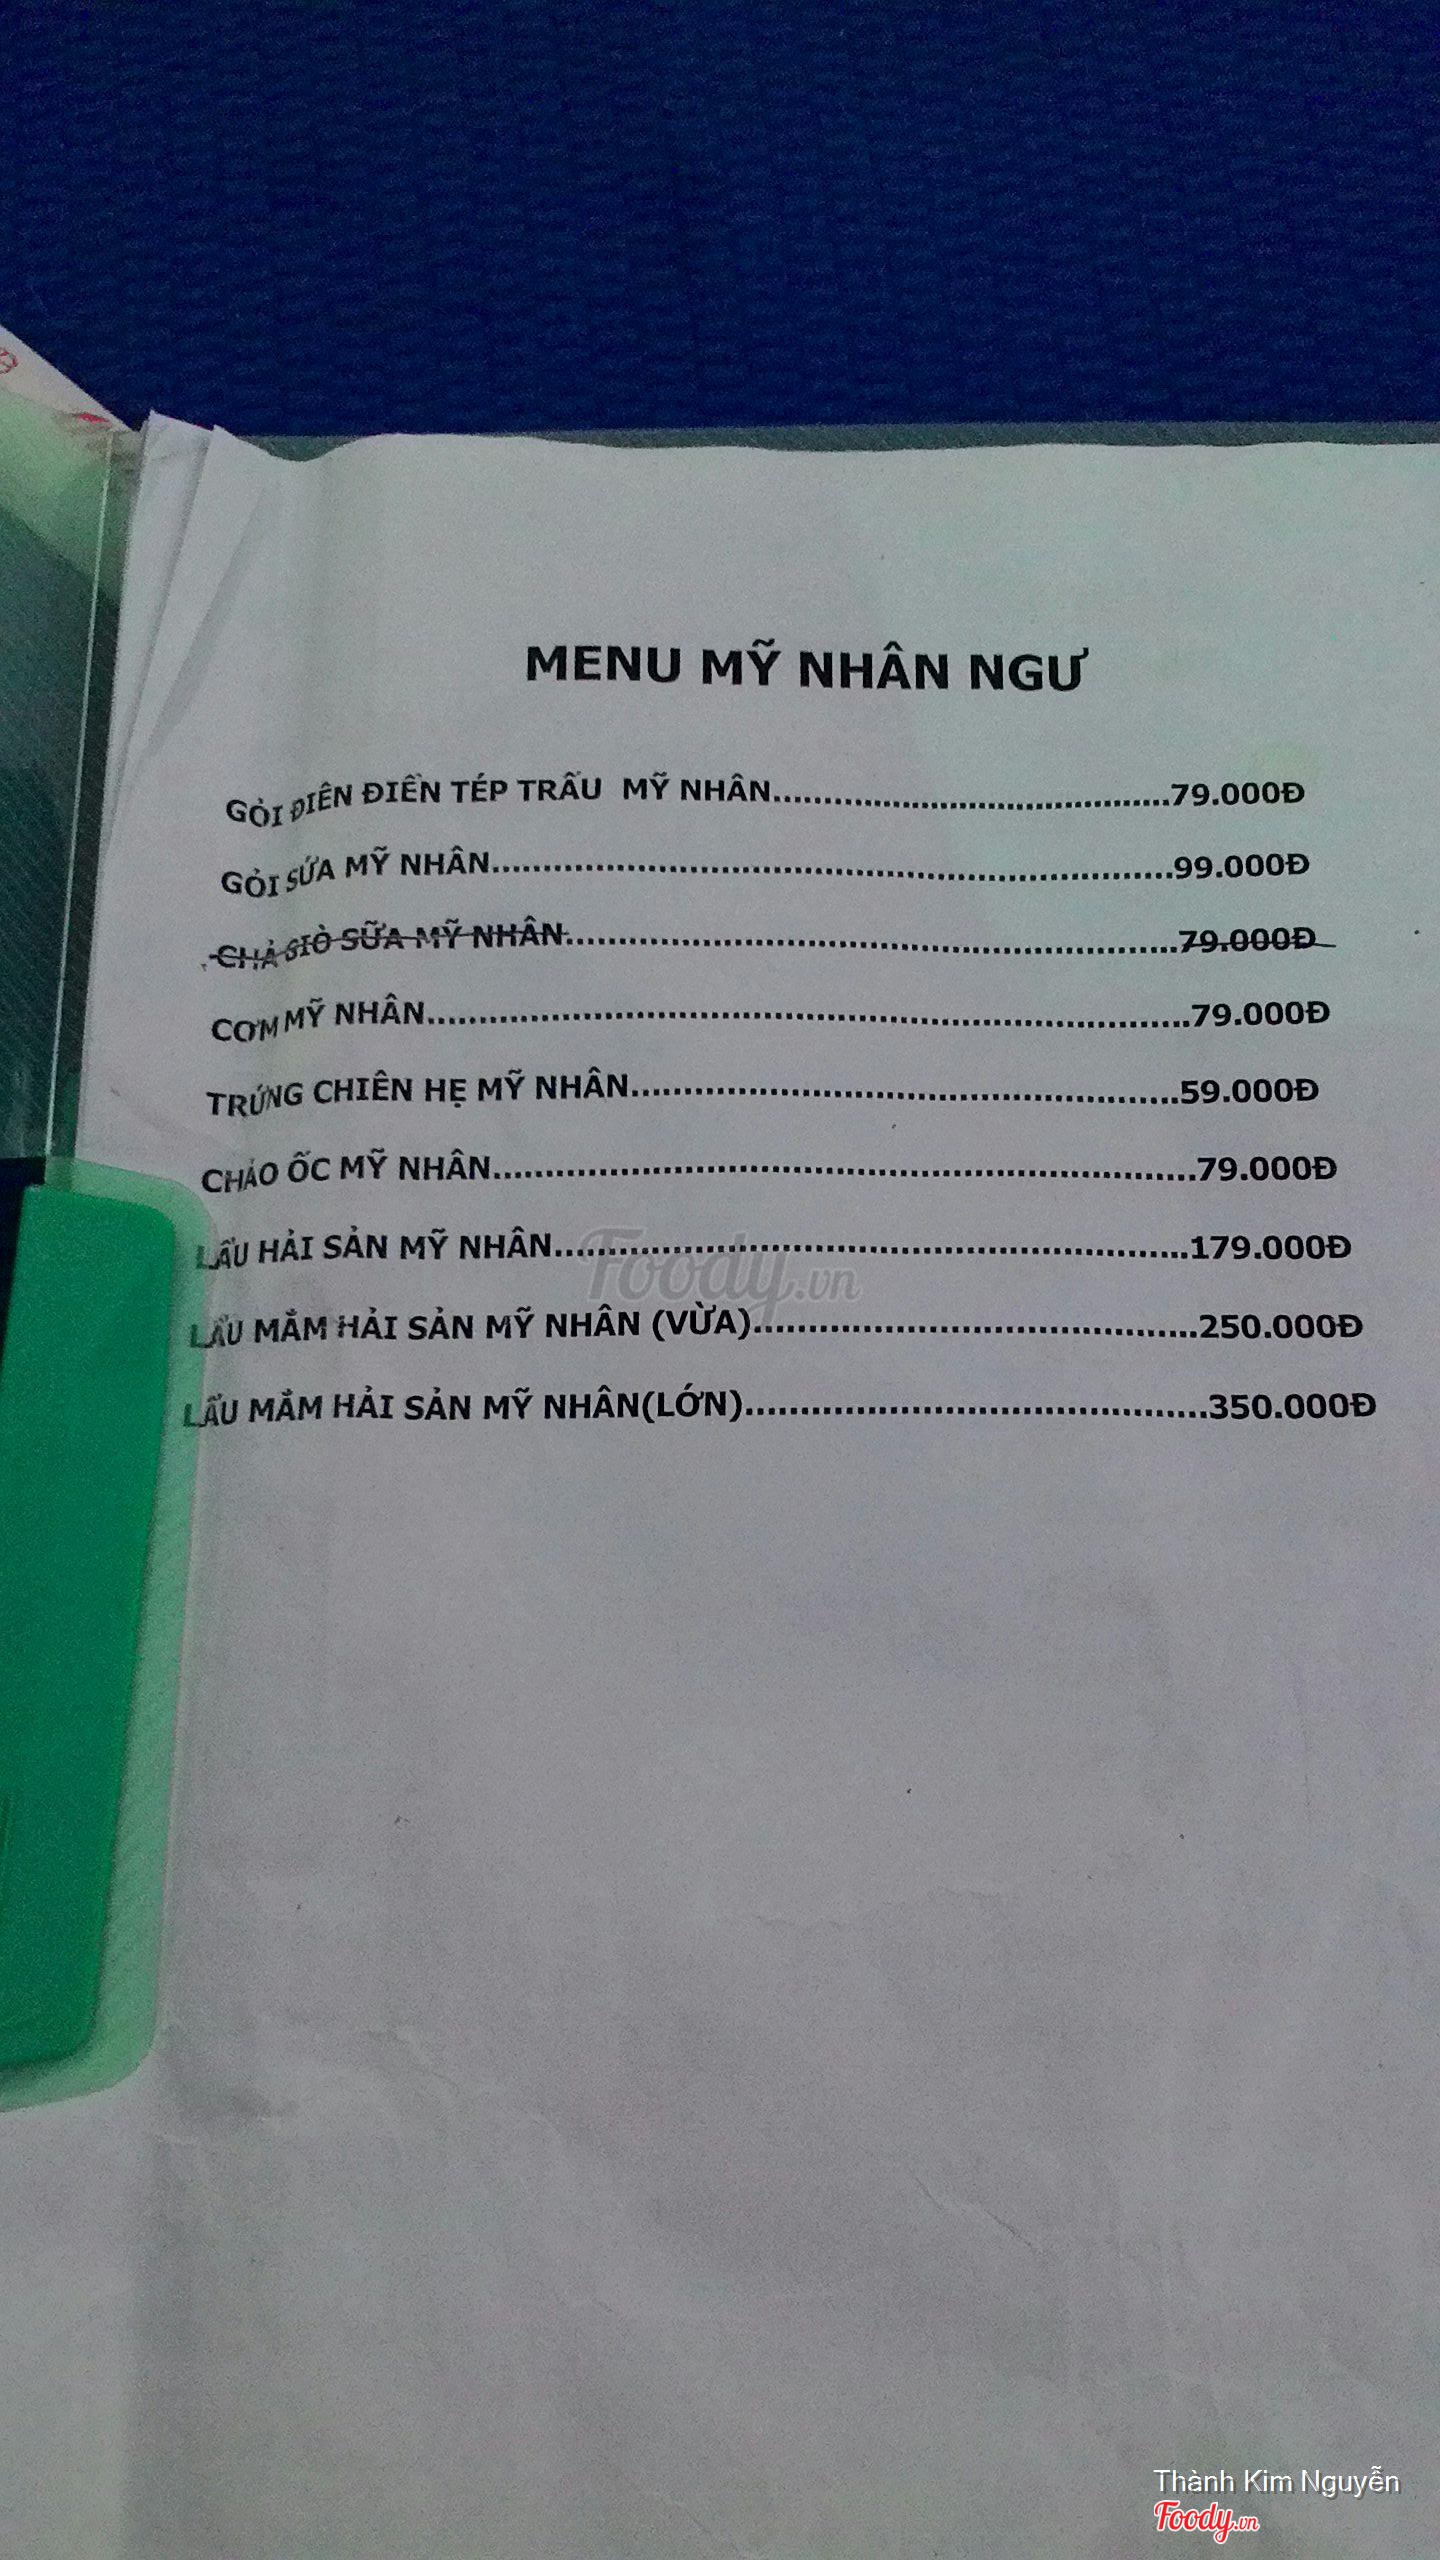 MENU MỸ NHÂN NGƯ
GỎI ĐIÊN ĐIỂN TÉP TRẤU MỸ NHÂN......................................79.000Đ
GỎI SỨA MỸ NHÂN..................................................................99.000Đ
CHẢ GIÒ SỮA MỸ NHÂN...........................................................79.000Đ
CƠM MỸ NHÂN.........................................................................79.000Đ
TRỨNG CHIÊN HẸ MỸ NHÂN.....................................................59.000Đ
CHÁO ỐC MỸ NHÂN...................................................................79.000Đ
LẨU HẢI SẢN MỸ NHÂN............................................................179.000Đ
LẨU MẮM HẢI SẢN MỸ NHÂN (VỪA)..........................................250.000Đ
LẨU MẮM HẢI SẢN MỸ NHÂN(LỚN)...........................................350.000Đ
Foody.vn
Thành Kim Nguyễn
Foody.vn